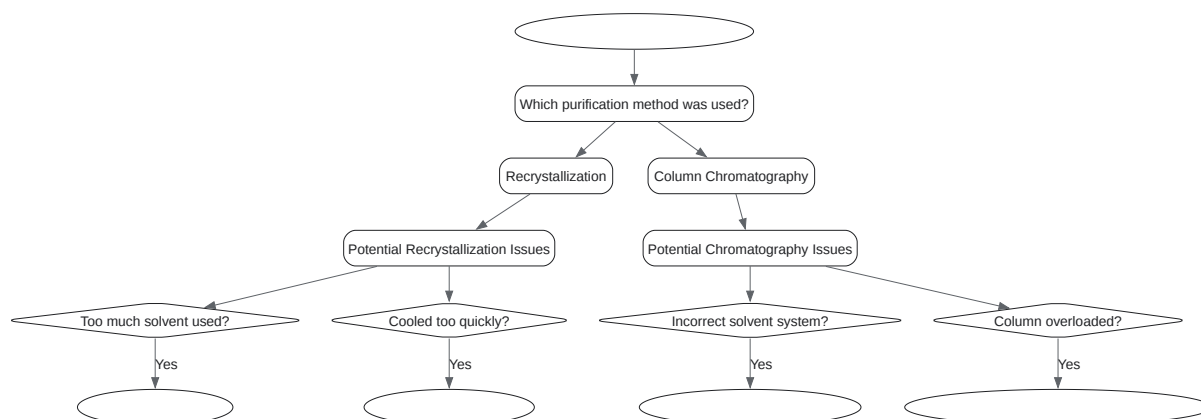 Which purification method was used?
Recrystallization
Column Chromatography
Potential Recrystallization Issues
Potential Chromatography Issues
Too much solvent used?
Cooled too quickly?
Incorrect solvent system?
Column overloaded?
Yes
Yes
Yes
Yes